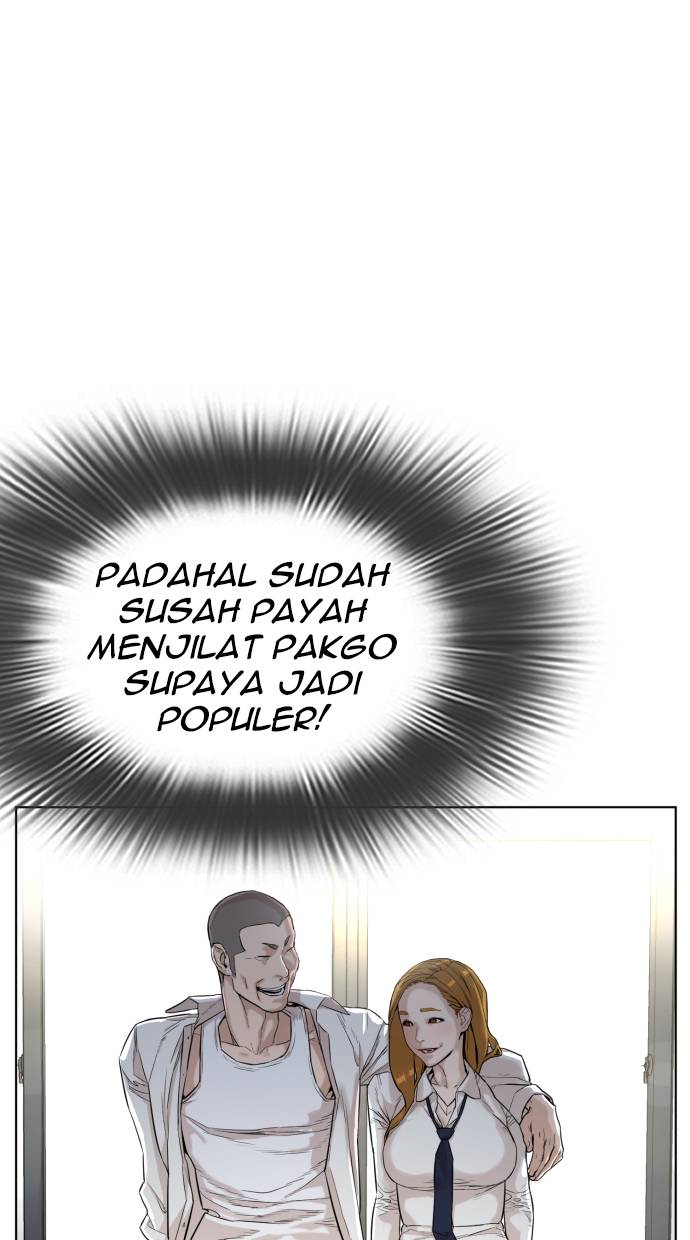 PADAHAL SUDAH
SUSAH PAYAH
MENJILAT PAKGO
SUPAYA JADI
POPULER!